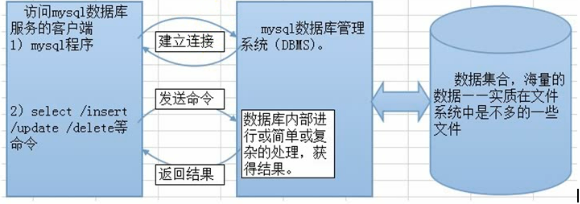 访问mysql数据库
服务的客户端
1）mysql程序
2）select /insert
/update /delete等
命令
建立连接
发送命令
返回结果
mysql数据库管理
系统（DBMS）。
数据库内部进
行或简单或复
杂的处理，获
得结果。
数据集合，海量的
数据——实质在文件
系统中是不多的一些
文件